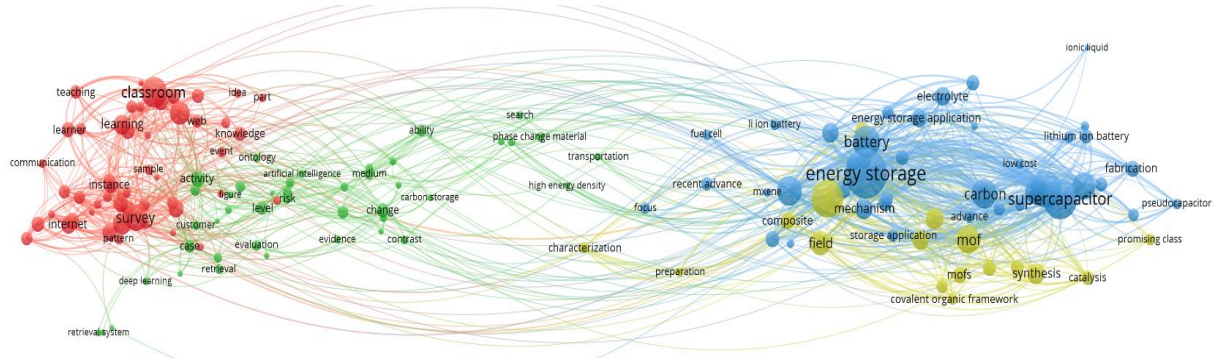 ionic liquid
teaching
classroom
idea
part
electrolyte
learner
learning
web
knowledge
search
energy storage application
ability
phase change material
fuel cell
li ion battery
battery
lithium ion battery
event
ontology
transportation
communication
sample
low cost
fabrication
instance
activity
artificial intelligence
medium
high energy density
recent advance
energy storage
mxene
carbon
supercapacitor
figure
risk
carbon storage
level
change
focus
mechanism
pseudocapacitor
internet
survey
customer
composite
advance
pattern
case
evaluation
evidence
contrast
characterization
field
storage application
mof
promising class
retrieval
preparation
mofs
synthesis
catalysis
deep learning
covalent organic framework
retrieval system